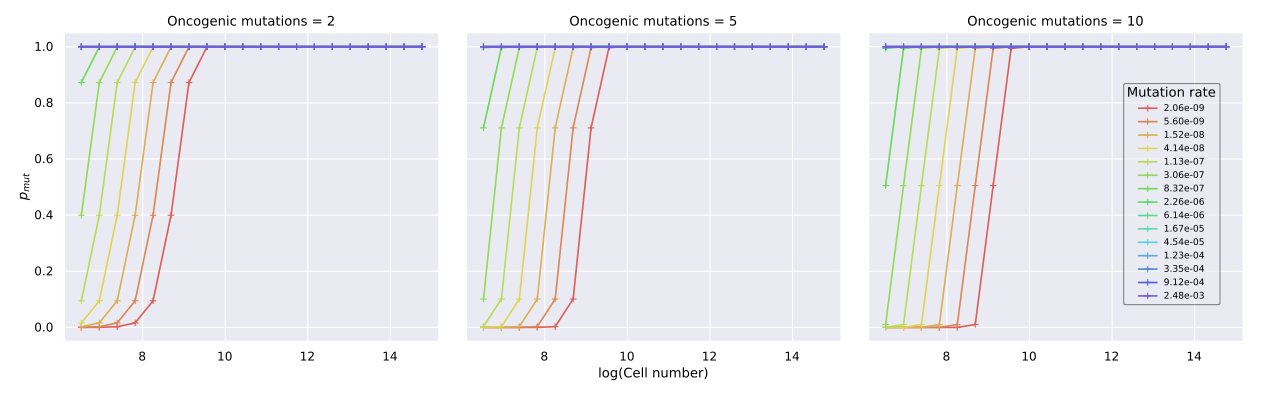 Oncogenic mutations = 2
Oncogenic mutations = 5
Oncogenic mutations = 10
p_mut
1.0
0.8
0.6
0.4
0.2
0.0
8 10 12 14
8 10 12 14
8 10 12 14
log(Cell number)
Mutation rate
2.06e-09
5.60e-09
1.52e-08
4.14e-08
1.13e-07
3.06e-07
8.32e-07
2.26e-06
6.14e-06
1.67e-05
4.54e-05
1.23e-04
3.35e-04
9.12e-04
2.48e-03